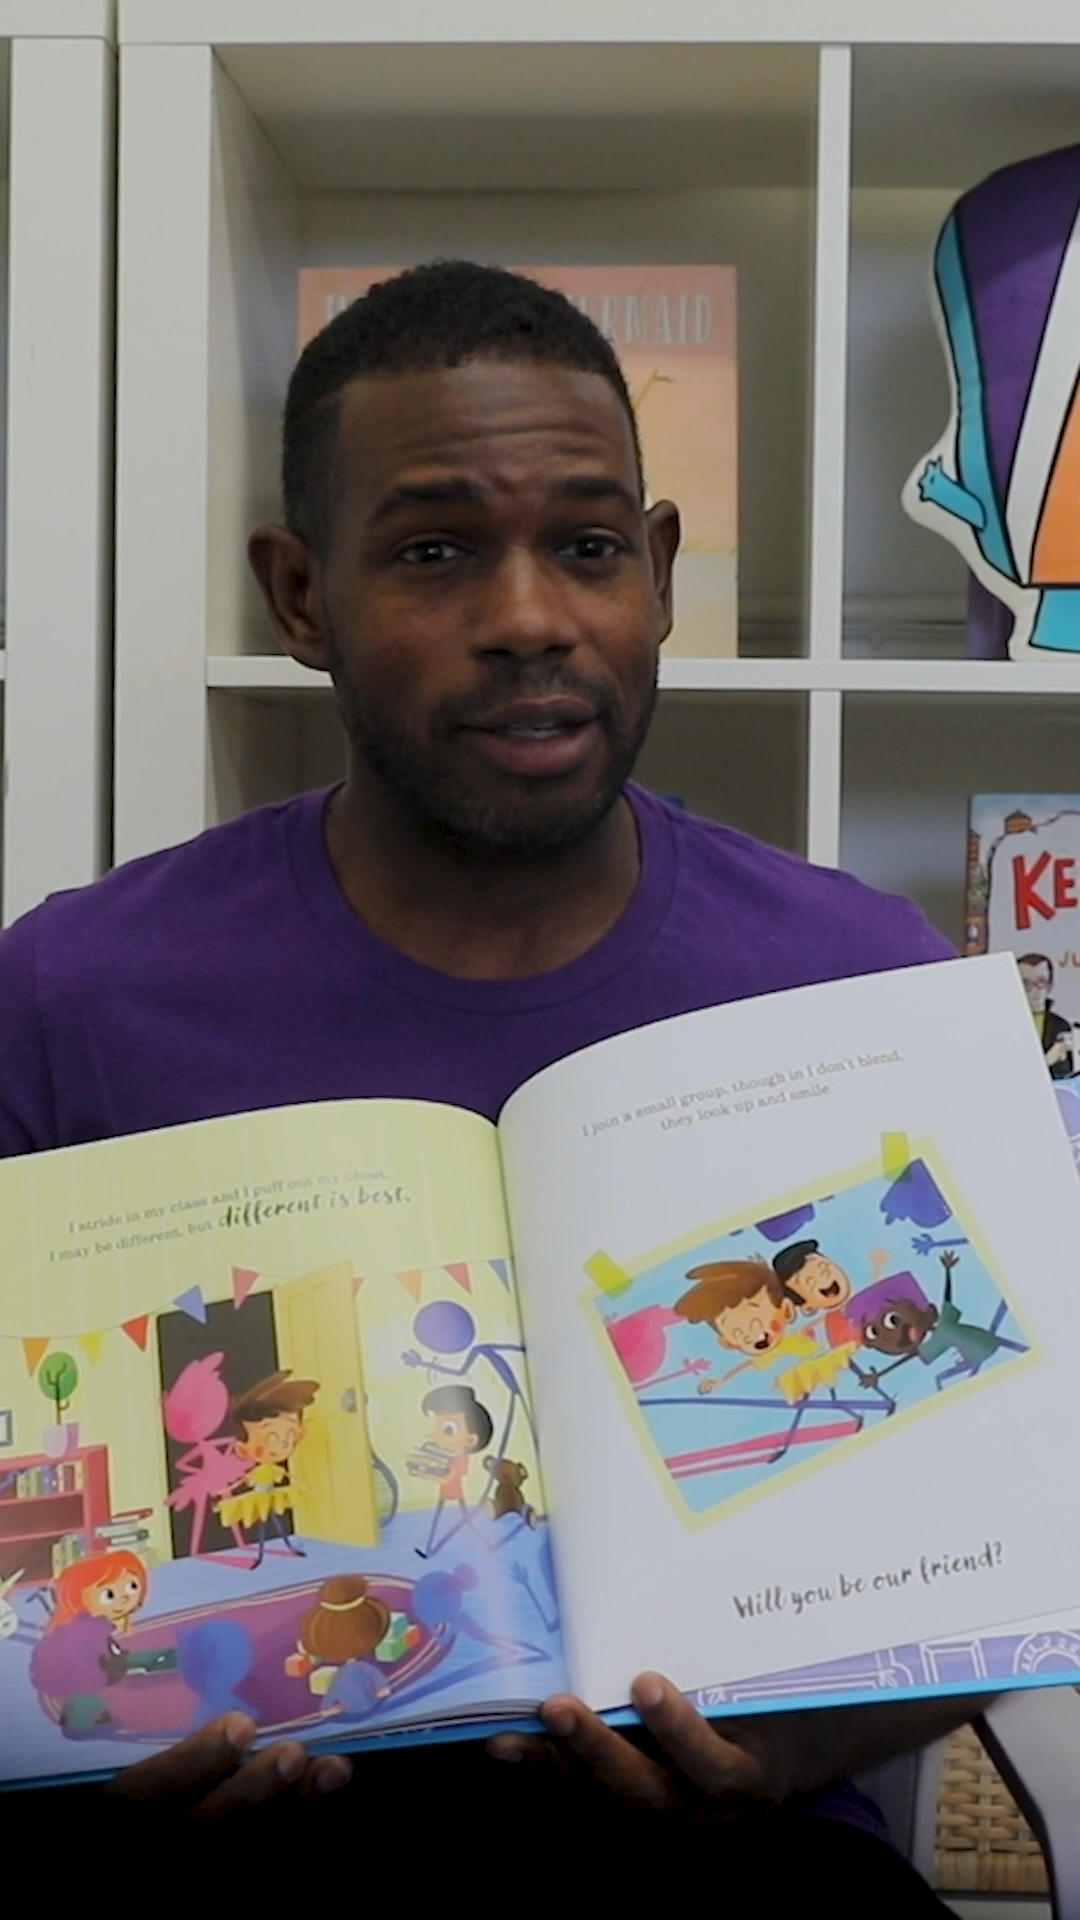 MERMAID
KE
JU
I stride in my class and I puff out my chest,
I may be different, but different is best.
I join a small group, though in I don't blend,
they look up and smile.
Will you be our friend?